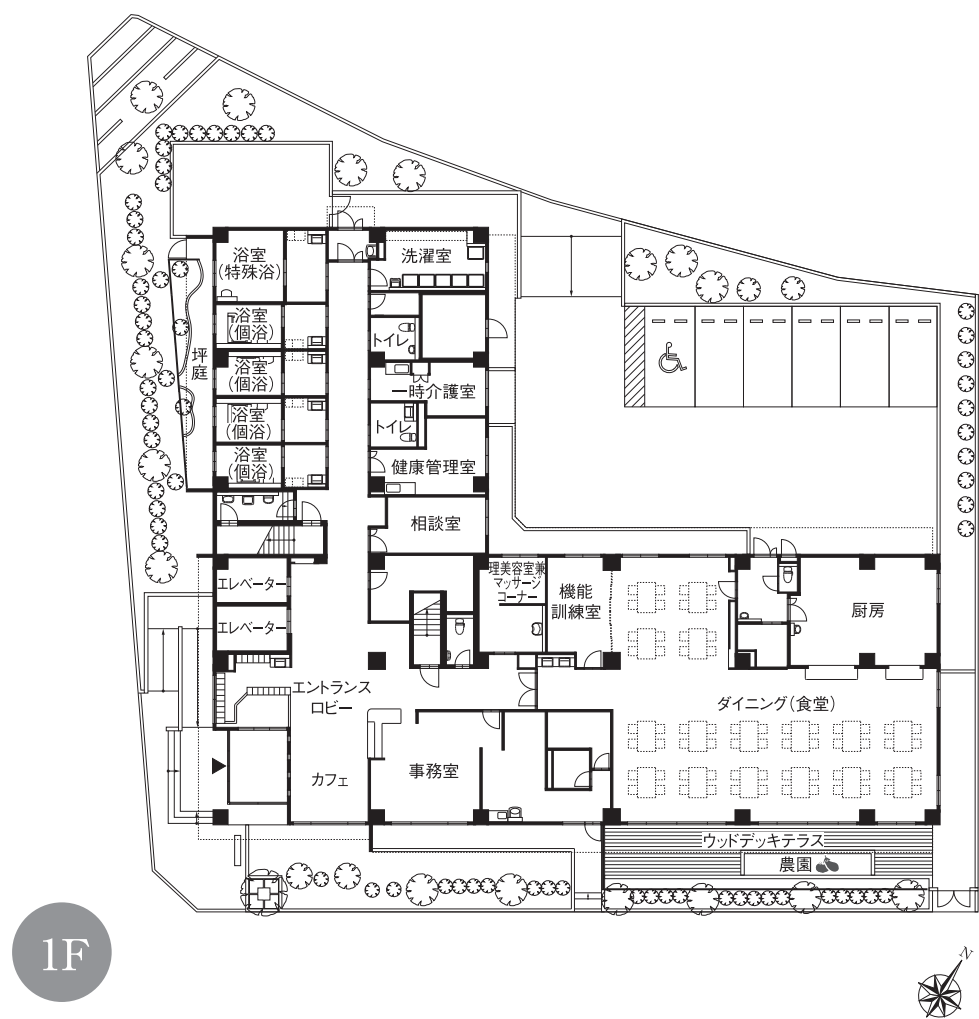 浴室
(特殊浴)
洗濯室
浴室
(個浴)
トイレ
坪庭
浴室
(個浴)
一時介護室
浴室
(個浴)
トイレ
浴室
(個浴)
健康管理室
相談室
エレベーター
理美容室兼
マッサージ
コーナー
機能
訓練室
厨房
エレベーター
エントランス
ロビー
ダイニング(食堂)
カフェ
事務室
ウッドデッキテラス
農園
1F
N